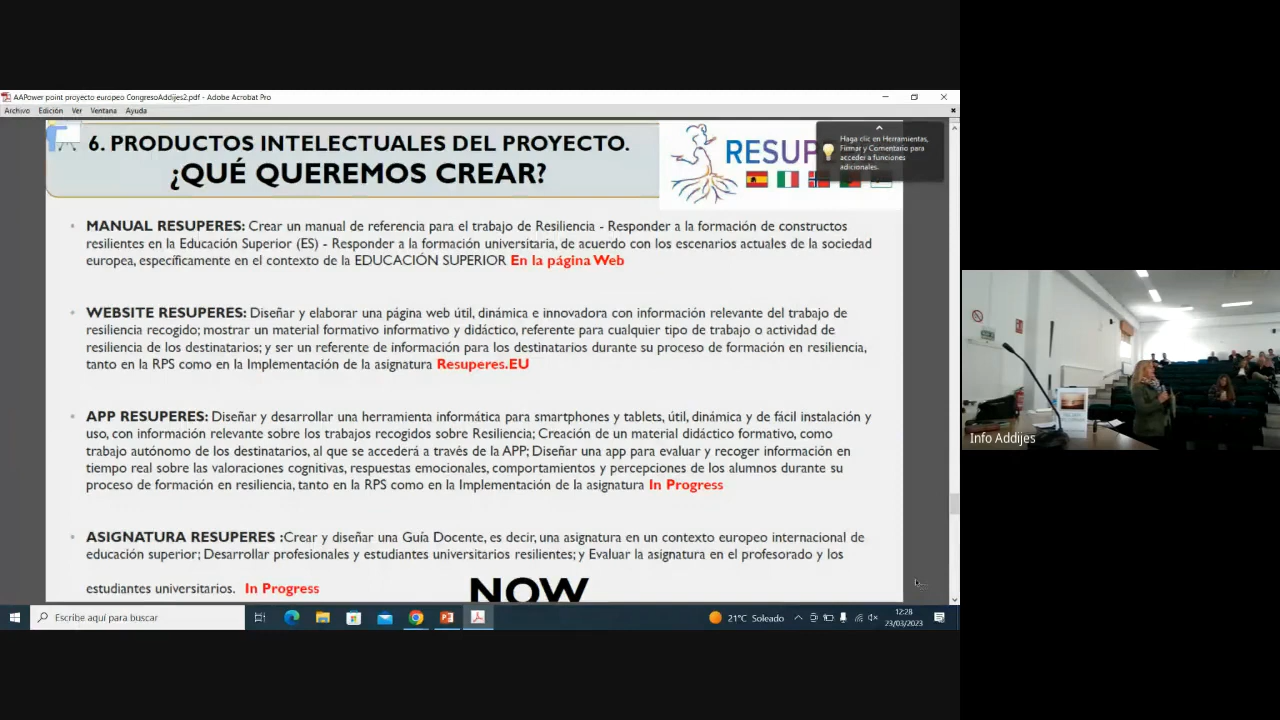 AAPower point proyecto europeo CongresoAddijes2.pdf - Adobe Acrobat Pro
Archivo Edición Ver Ventana Ayuda
6. PRODUCTOS INTELECTUALES DEL PROYECTO.
¿QUÉ QUEREMOS CREAR?
RESUP
Haga clic en Herramientas,
Firmar y Comentario para
acceder a funciones
adicionales.
• MANUAL RESUPERES: Crear un manual de referencia para el trabajo de Resiliencia - Responder a la formación de constructos
resilientes en la Educación Superior (ES) - Responder a la formación universitaria, de acuerdo con los escenarios actuales de la sociedad
europea, específicamente en el contexto de la EDUCACIÓN SUPERIOR En la página Web
• WEBSITE RESUPERES: Diseñar y elaborar una página web útil, dinámica e innovadora con información relevante del trabajo de
resiliencia recogido; mostrar un material formativo informativo y didáctico, referente para cualquier tipo de trabajo o actividad de
resiliencia de los destinatarios; y ser un referente de información para los destinatarios durante su proceso de formación en resiliencia,
tanto en la RPS como en la Implementación de la asignatura Resuperes.EU
• APP RESUPERES: Diseñar y desarrollar una herramienta informática para smartphones y tablets, útil, dinámica y de fácil instalación y
uso, con información relevante sobre los trabajos recogidos sobre Resiliencia; Creación de un material didáctico formativo, como
trabajo autónomo de los destinatarios, al que se accederá a través de la APP; Diseñar una app para evaluar y recoger información en
tiempo real sobre las valoraciones cognitivas, respuestas emocionales, comportamientos y percepciones de los alumnos durante su
proceso de formación en resiliencia, tanto en la RPS como en la Implementación de la asignatura In Progress
• ASIGNATURA RESUPERES :Crear y diseñar una Guía Docente, es decir, una asignatura en un contexto europeo internacional de
educación superior; Desarrollar profesionales y estudiantes universitarios resilientes; y Evaluar la asignatura en el profesorado y los
estudiantes universitarios. In Progress
NOW
Escribe aquí para buscar
21°C Soleado
12:28
23/03/2023
Info Addijes